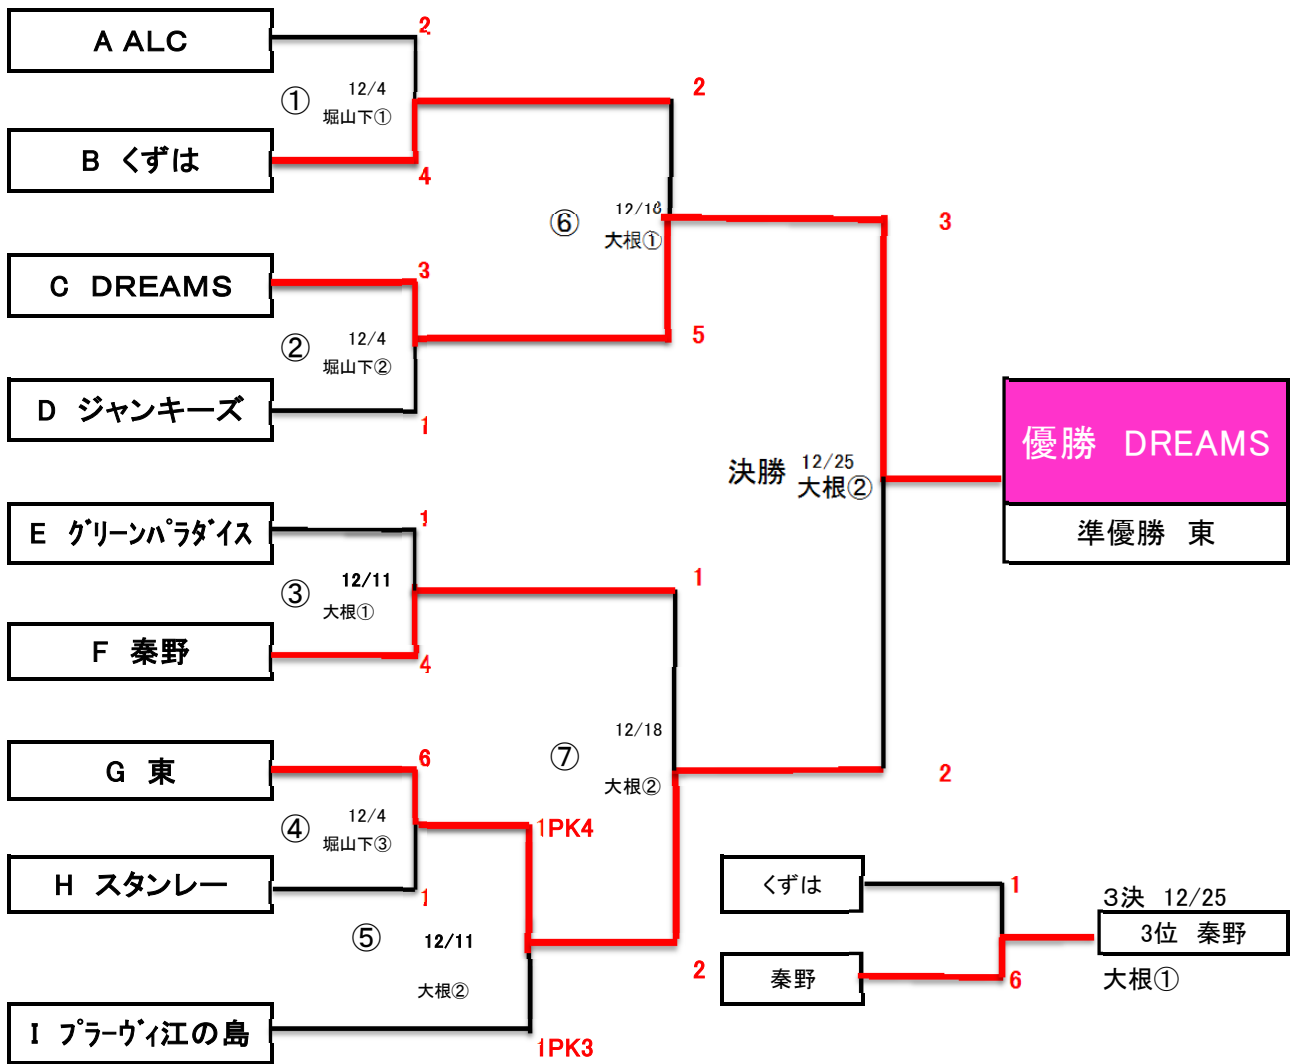 A ALC
2
① 12/4
堀山下①
B くずは
4
2
⑥ 12/18
大根①
C DREAMS
3
② 12/4
堀山下②
5
D ジャンキーズ
1
3
決勝 12/25
大根②
優勝 DREAMS
準優勝 東
E グリーンパラダイス
1
③ 12/11
大根①
F 秦野
4
1
⑦ 12/18
大根②
G 東
6
④ 12/4
堀山下③
H スタンレー
1
1PK4
⑤ 12/11
大根②
I プラーヴィ江の島
1PK3
2
2
くずは
1
秦野
6
3決 12/25
3位 秦野
大根①